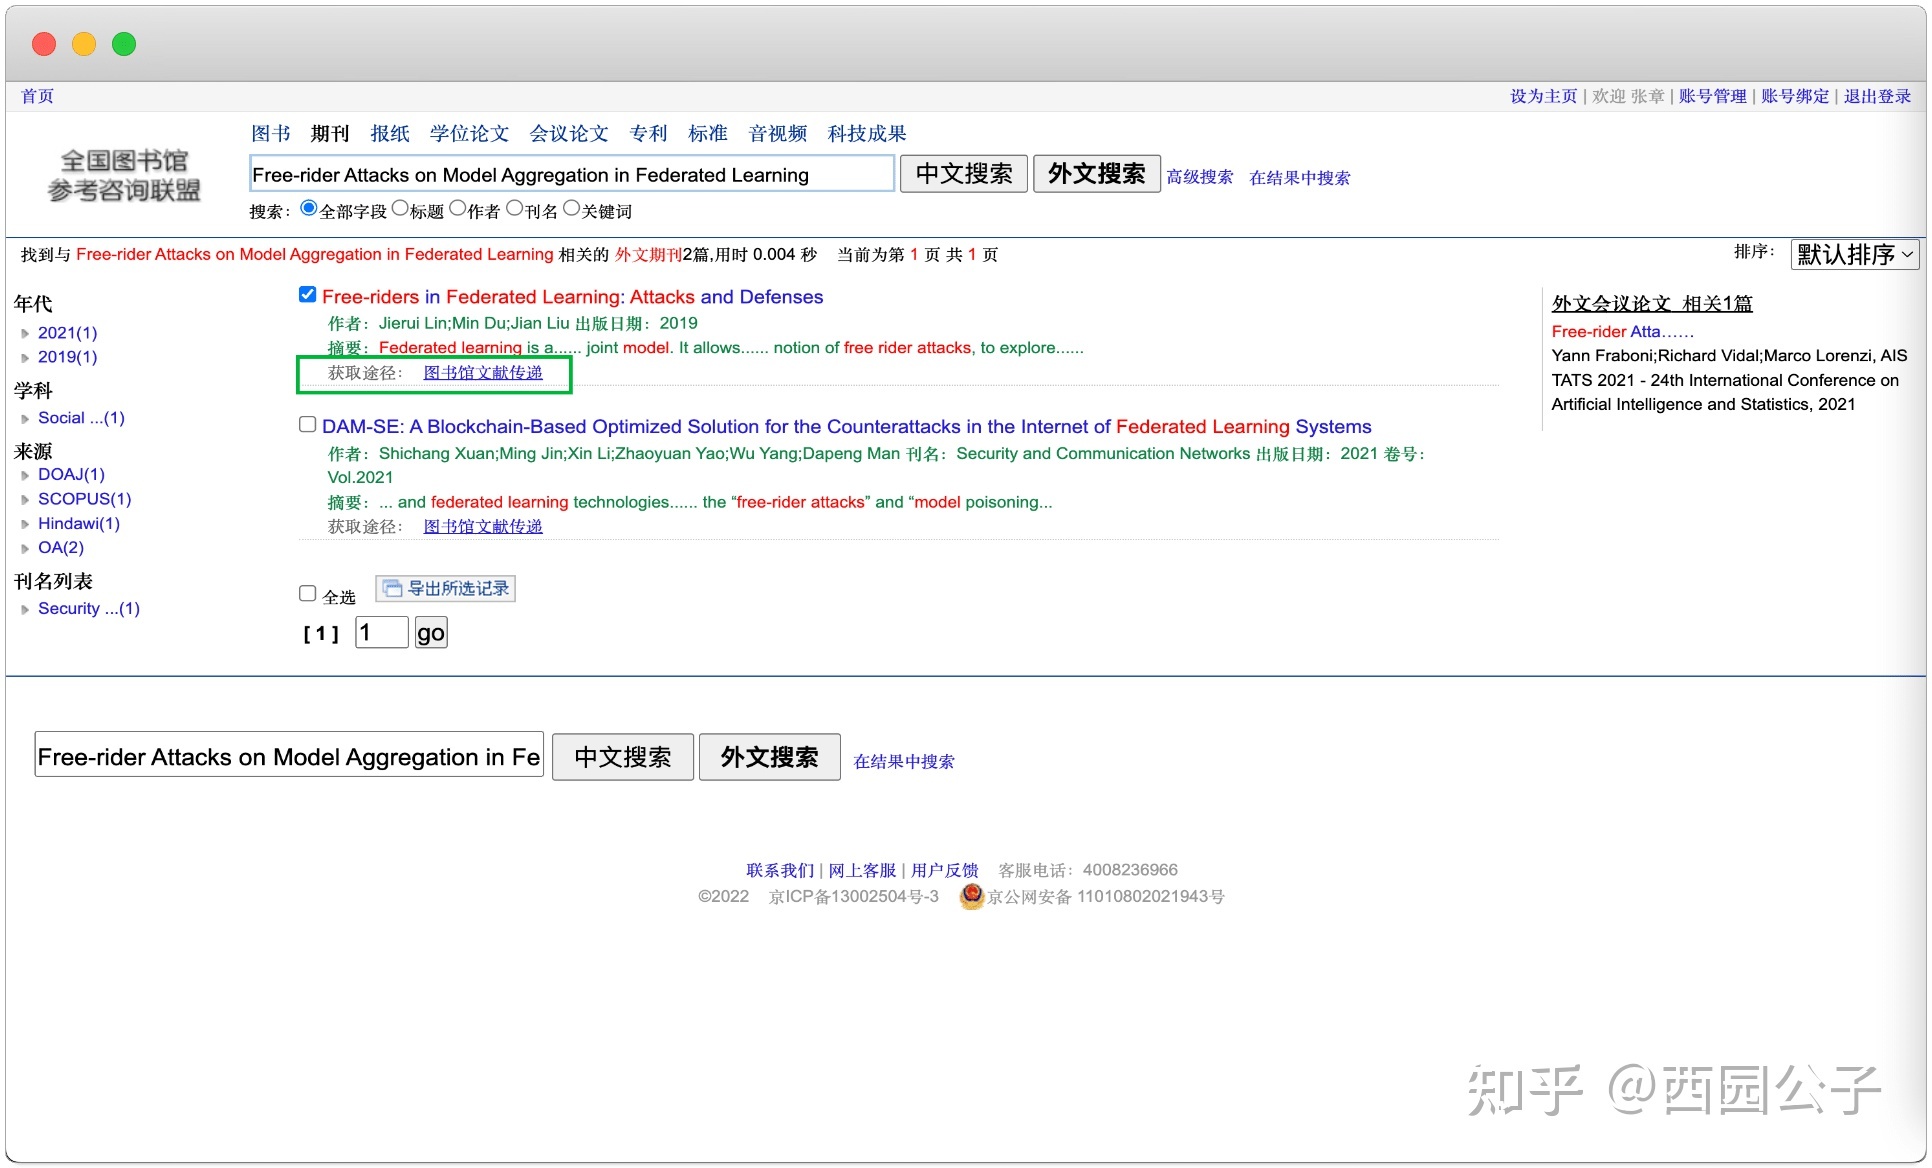 首页
设为主页 | 欢迎 张章 | 账号管理 | 账号绑定 | 退出登录
全国图书馆
参考咨询联盟
图书 期刊 报纸 学位论文 会议论文 专利 标准 音视频 科技成果
Free-rider Attacks on Model Aggregation in Federated Learning 中文搜索 外文搜索 高级搜索 在结果中搜索
搜索： 全部字段 标题 作者 刊名 关键词
找到与 Free-rider Attacks on Model Aggregation in Federated Learning 相关的 外文期刊2篇,用时 0.004 秒 当前为第 1 页 共 1 页
排序： 默认排序
年代
2021(1)
2019(1)
学科
Social ...(1)
来源
DOAJ(1)
SCOPUS(1)
Hindawi(1)
OA(2)
刊名列表
Security ...(1)
Free-riders in Federated Learning: Attacks and Defenses
作者：Jierui Lin;Min Du;Jian Liu 出版日期：2019
摘要：Federated learning is a...... joint model. It allows...... notion of free rider attacks, to explore......
获取途径： 图书馆文献传递
DAM-SE: A Blockchain-Based Optimized Solution for the Counterattacks in the Internet of Federated Learning Systems
作者：Shichang Xuan;Ming Jin;Xin Li;Zhaoyuan Yao;Wu Yang;Dapeng Man 刊名：Security and Communication Networks 出版日期：2021 卷号：
Vol.2021
摘要：... and federated learning technologies...... the “free-rider attacks” and “model poisoning...
获取途径： 图书馆文献传递
全选 导出所选记录
[ 1 ] 1 go
外文会议论文 相关1篇
Free-rider Atta......
Yann Fraboni;Richard Vidal;Marco Lorenzi, AIS
TATS 2021 - 24th International Conference on
Artificial Intelligence and Statistics, 2021
Free-rider Attacks on Model Aggregation in Fe 中文搜索 外文搜索 在结果中搜索
联系我们 | 网上客服 | 用户反馈 客服电话：4008236966
©2022 京ICP备13002504号-3 京公网安备 11010802021943号
知乎 @西园公子